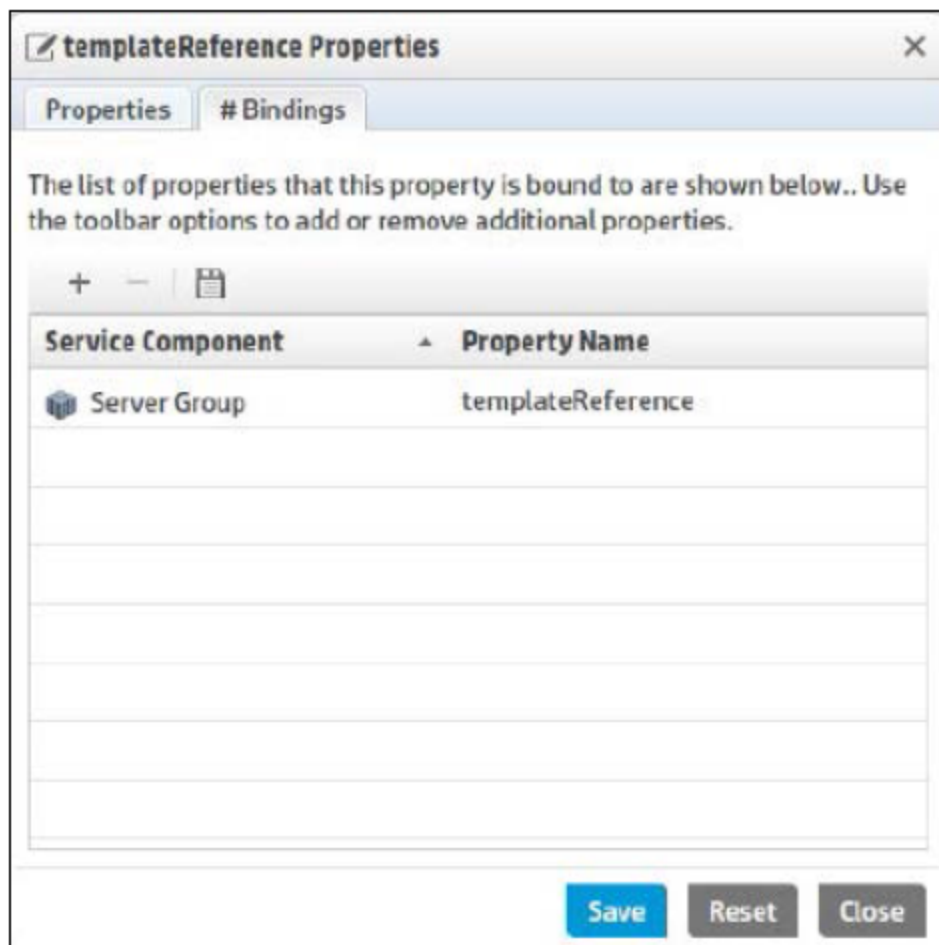 templateReference Properties
Properties # Bindings
The list of properties that this property is bound to are shown below.. Use
the toolbar options to add or remove additional properties.
Service Component Property Name
Server Group templateReference
Save Reset Close